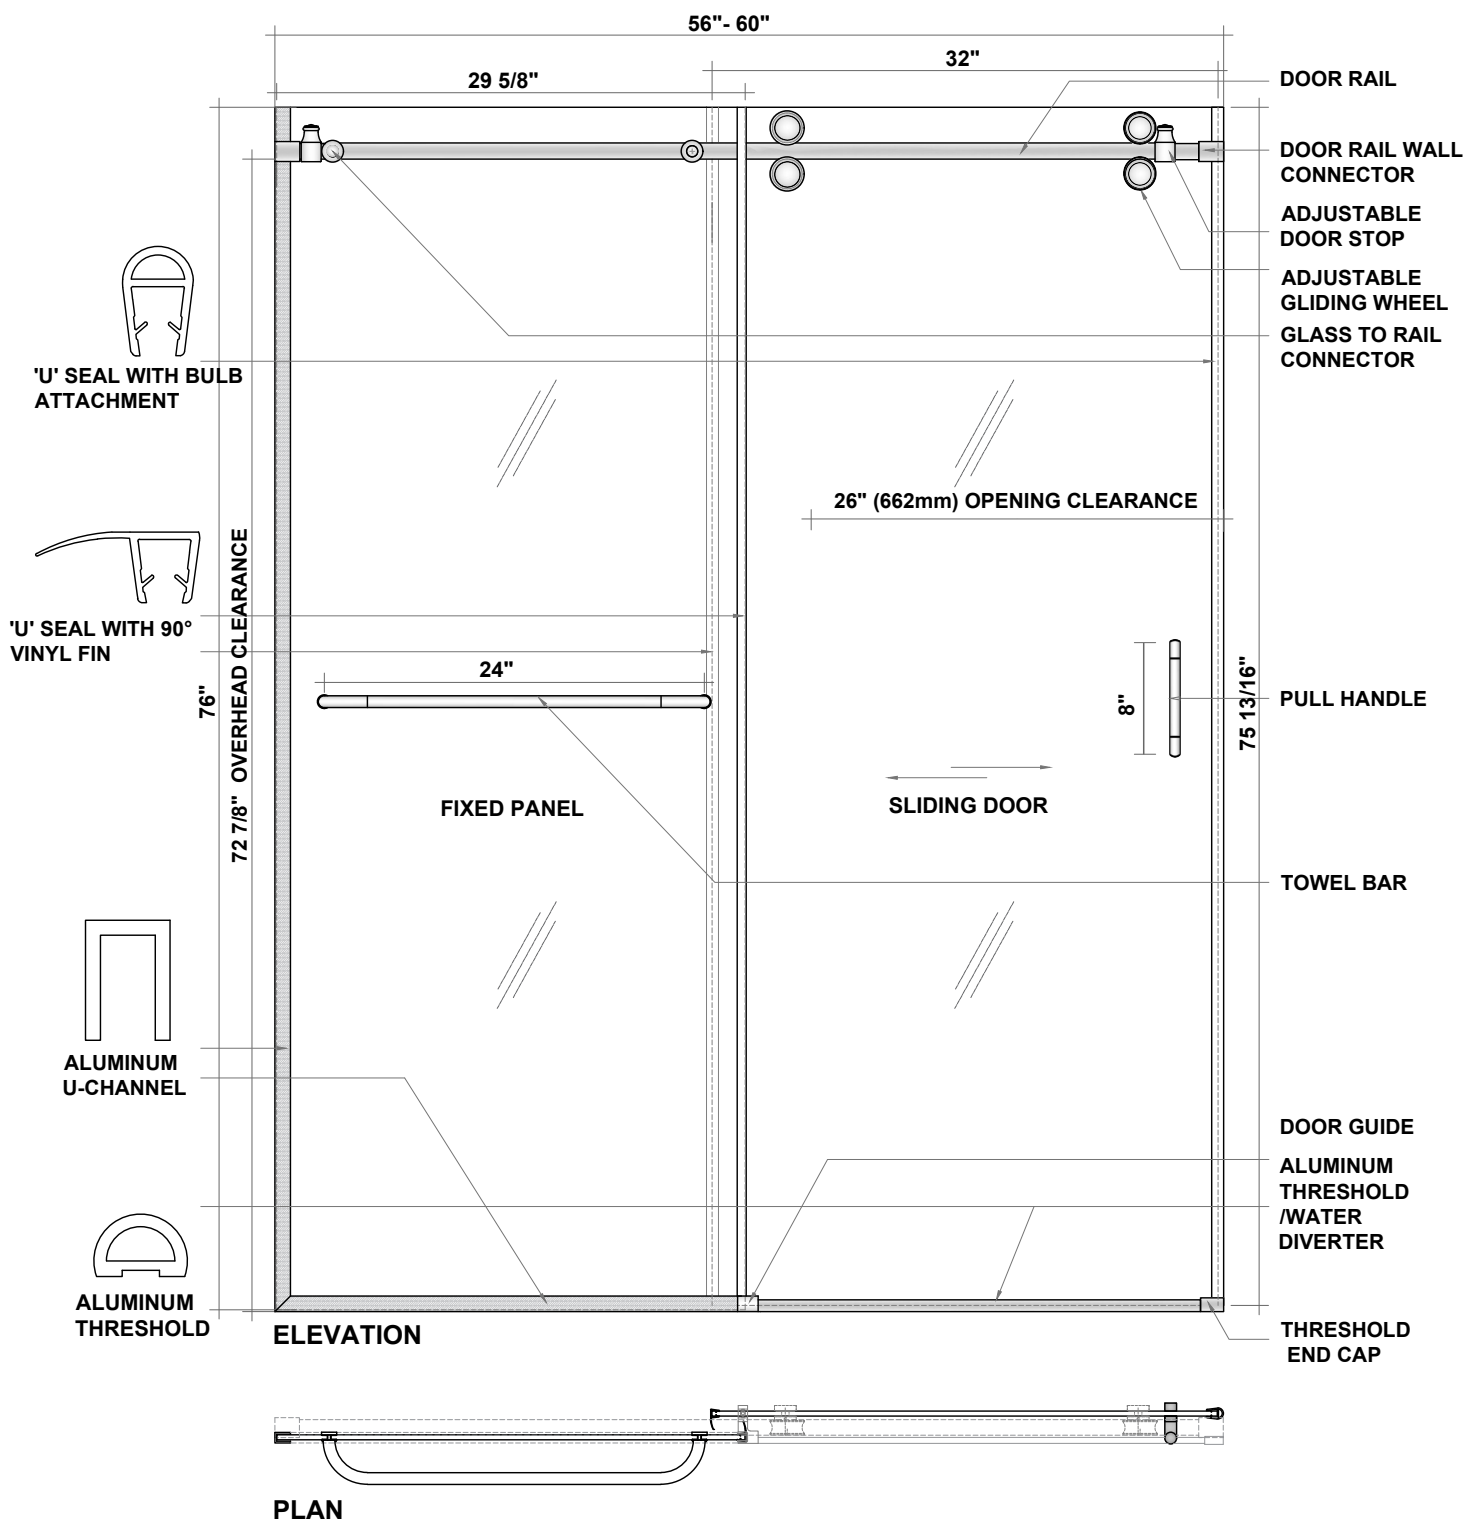 56"- 60"
32"
29 5/8"
DOOR RAIL
DOOR RAIL WALL
CONNECTOR
ADJUSTABLE
DOOR STOP
ADJUSTABLE
GLIDING WHEEL
GLASS TO RAIL
CONNECTOR
'U' SEAL WITH BULB
ATTACHMENT
26" (662mm) OPENING CLEARANCE
'U' SEAL WITH 90°
VINYL FIN
76"
72 7/8" OVERHEAD CLEARANCE
24"
8"
75 13/16"
PULL HANDLE
FIXED PANEL
SLIDING DOOR
TOWEL BAR
ALUMINUM
U-CHANNEL
DOOR GUIDE
ALUMINUM
THRESHOLD
/WATER
DIVERTER
ALUMINUM
THRESHOLD
ELEVATION
THRESHOLD
END CAP
PLAN